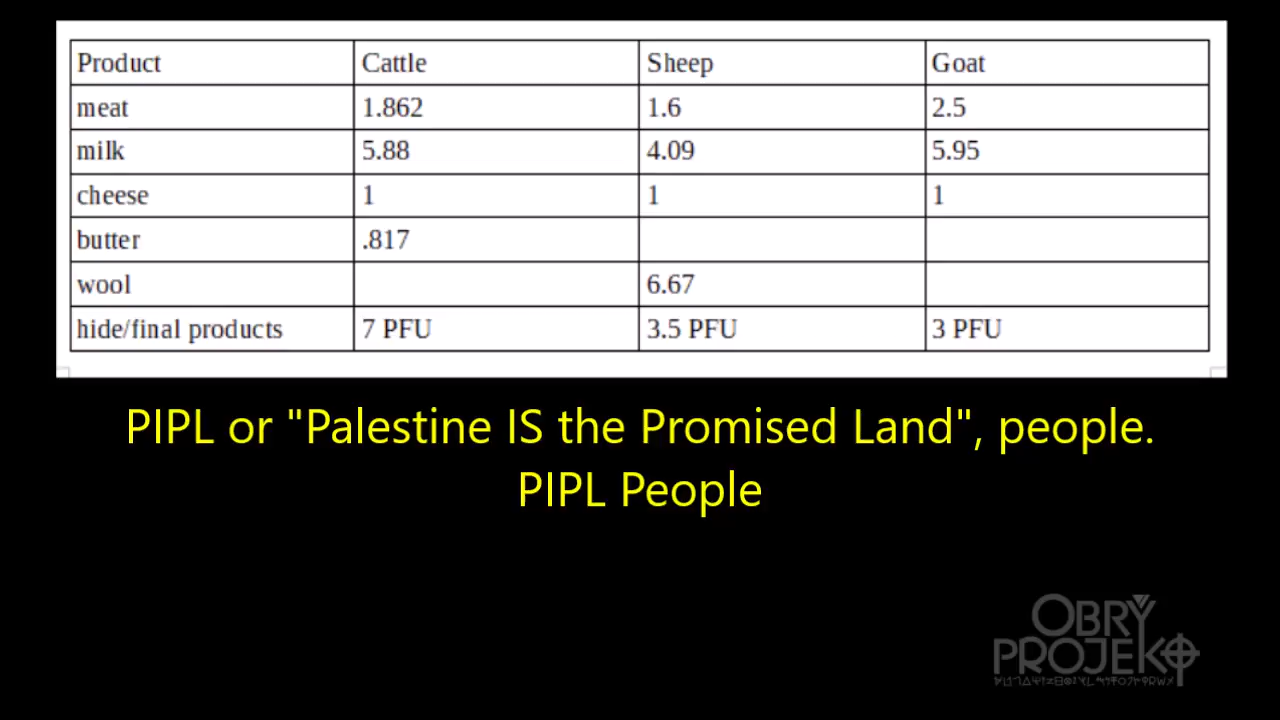 Product Cattle Sheep Goat
meat 1.862 1.6 2.5
milk 5.88 4.09 5.95
cheese 1 1 1
butter .817
wool 6.67
hide/final products 7 PFU 3.5 PFU 3 PFU
PIPL or "Palestine IS the Promised Land", people.
PIPL People
OBRY
PROJEKT